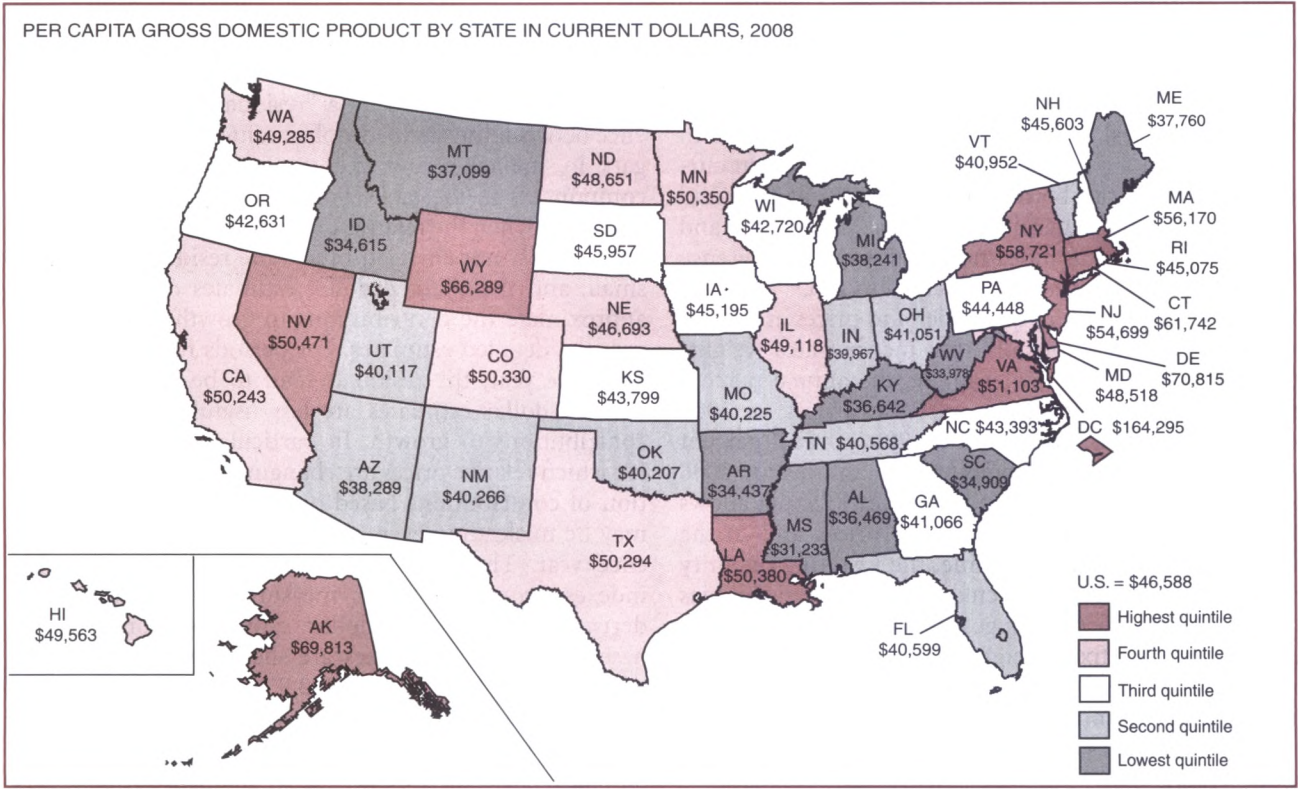 PER CAPITA GROSS DOMESTIC PRODUCT BY STATE IN CURRENT DOLLARS, 2008
WA
$49,285
OR
$42,631
CA
$50,243
NV
$50,471
ID
$34,615
MT
$37,099
WY
$66,289
UT
$40,117
CO
$50,330
AZ
$38,289
NM
$40,266
ND
$48,651
SD
$45,957
NE
$46,693
KS
$43,799
OK
$40,207
TX
$50,294
MN
$50,350
IA
$45,195
MO
$40,225
AR
$34,437
LA
$50,380
WI
$42,720
IL
$49,118
MI
$38,241
IN
$39,967
OH
$41,051
KY
$36,642
TN $40,568
MS
$31,233
AL
$36,469
GA
$41,066
FL
$40,599
SC
$34,909
NC $43,393
VA
$51,103
WV
$33,978
PA
$44,448
NY
$58,721
VT
$40,952
NH
$45,603
ME
$37,760
MA
$56,170
RI
$45,075
CT
$61,742
NJ
$54,699
DE
$70,815
MD
$48,518
DC $164,295
HI
$49,563
AK
$69,813
U.S. = $46,588
Highest quintile
Fourth quintile
Third quintile
Second quintile
Lowest quintile